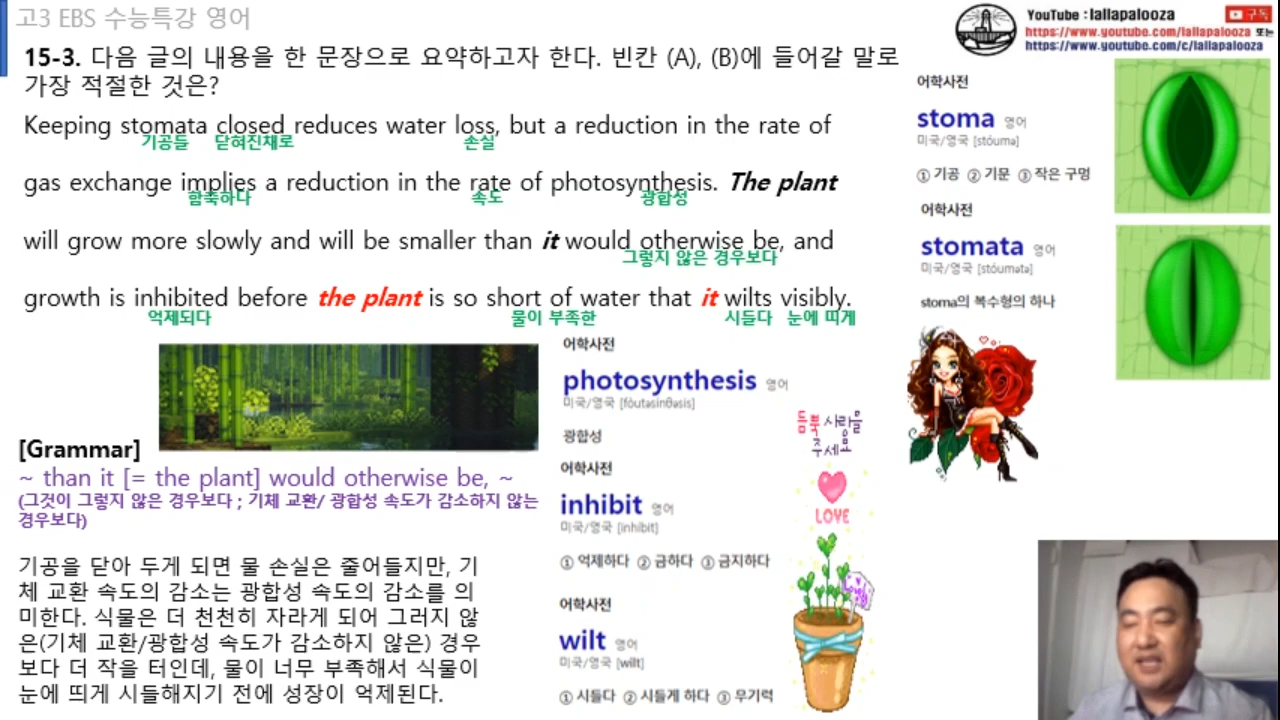 고3 EBS 수능특강 영어
YouTube : lallapalooza
구독
https://www.youtube.com/lallapalooza 또는
https://www.youtube.com/c/lallapalooza
15-3. 다음 글의 내용을 한 문장으로 요약하고자 한다. 빈칸 (A), (B)에 들어갈 말로
가장 적절한 것은?
Keeping stomata closed reduces water loss, but a reduction in the rate of
기공들 닫혀진채로 손실
gas exchange implies a reduction in the rate of photosynthesis. The plant
함축하다 속도 광합성
will grow more slowly and will be smaller than it would otherwise be, and
그렇지 않은 경우보다
growth is inhibited before the plant is so short of water that it wilts visibly.
억제되다 물이 부족한 시들다 눈에 띠게
어학사전
stoma 영어
미국/영국 [stóumə]
① 기공 ② 기문 ③ 작은 구멍
어학사전
stomata 영어
미국/영국 [stóumətə]
stoma의 복수형의 하나
어학사전
photosynthesis 영어
미국/영국 [fòutəsínθəsis]
광합성
어학사전
inhibit 영어
미국/영국 [inhíbit]
① 억제하다 ② 금하다 ③ 금지하다
어학사전
wilt 영어
미국/영국 [wilt]
① 시들다 ② 시들게 하다 ③ 무기력
듬뿍 사랑을
주세요
LOVE
[Grammar]
~ than it [= the plant] would otherwise be, ~
(그것이 그렇지 않은 경우보다 ; 기체 교환/ 광합성 속도가 감소하지 않는
경우보다)
기공을 닫아 두게 되면 물 손실은 줄어들지만, 기
체 교환 속도의 감소는 광합성 속도의 감소를 의
미한다. 식물은 더 천천히 자라게 되어 그러지 않
은(기체 교환/광합성 속도가 감소하지 않은) 경우
보다 더 작을 터인데, 물이 너무 부족해서 식물이
눈에 띄게 시들해지기 전에 성장이 억제된다.